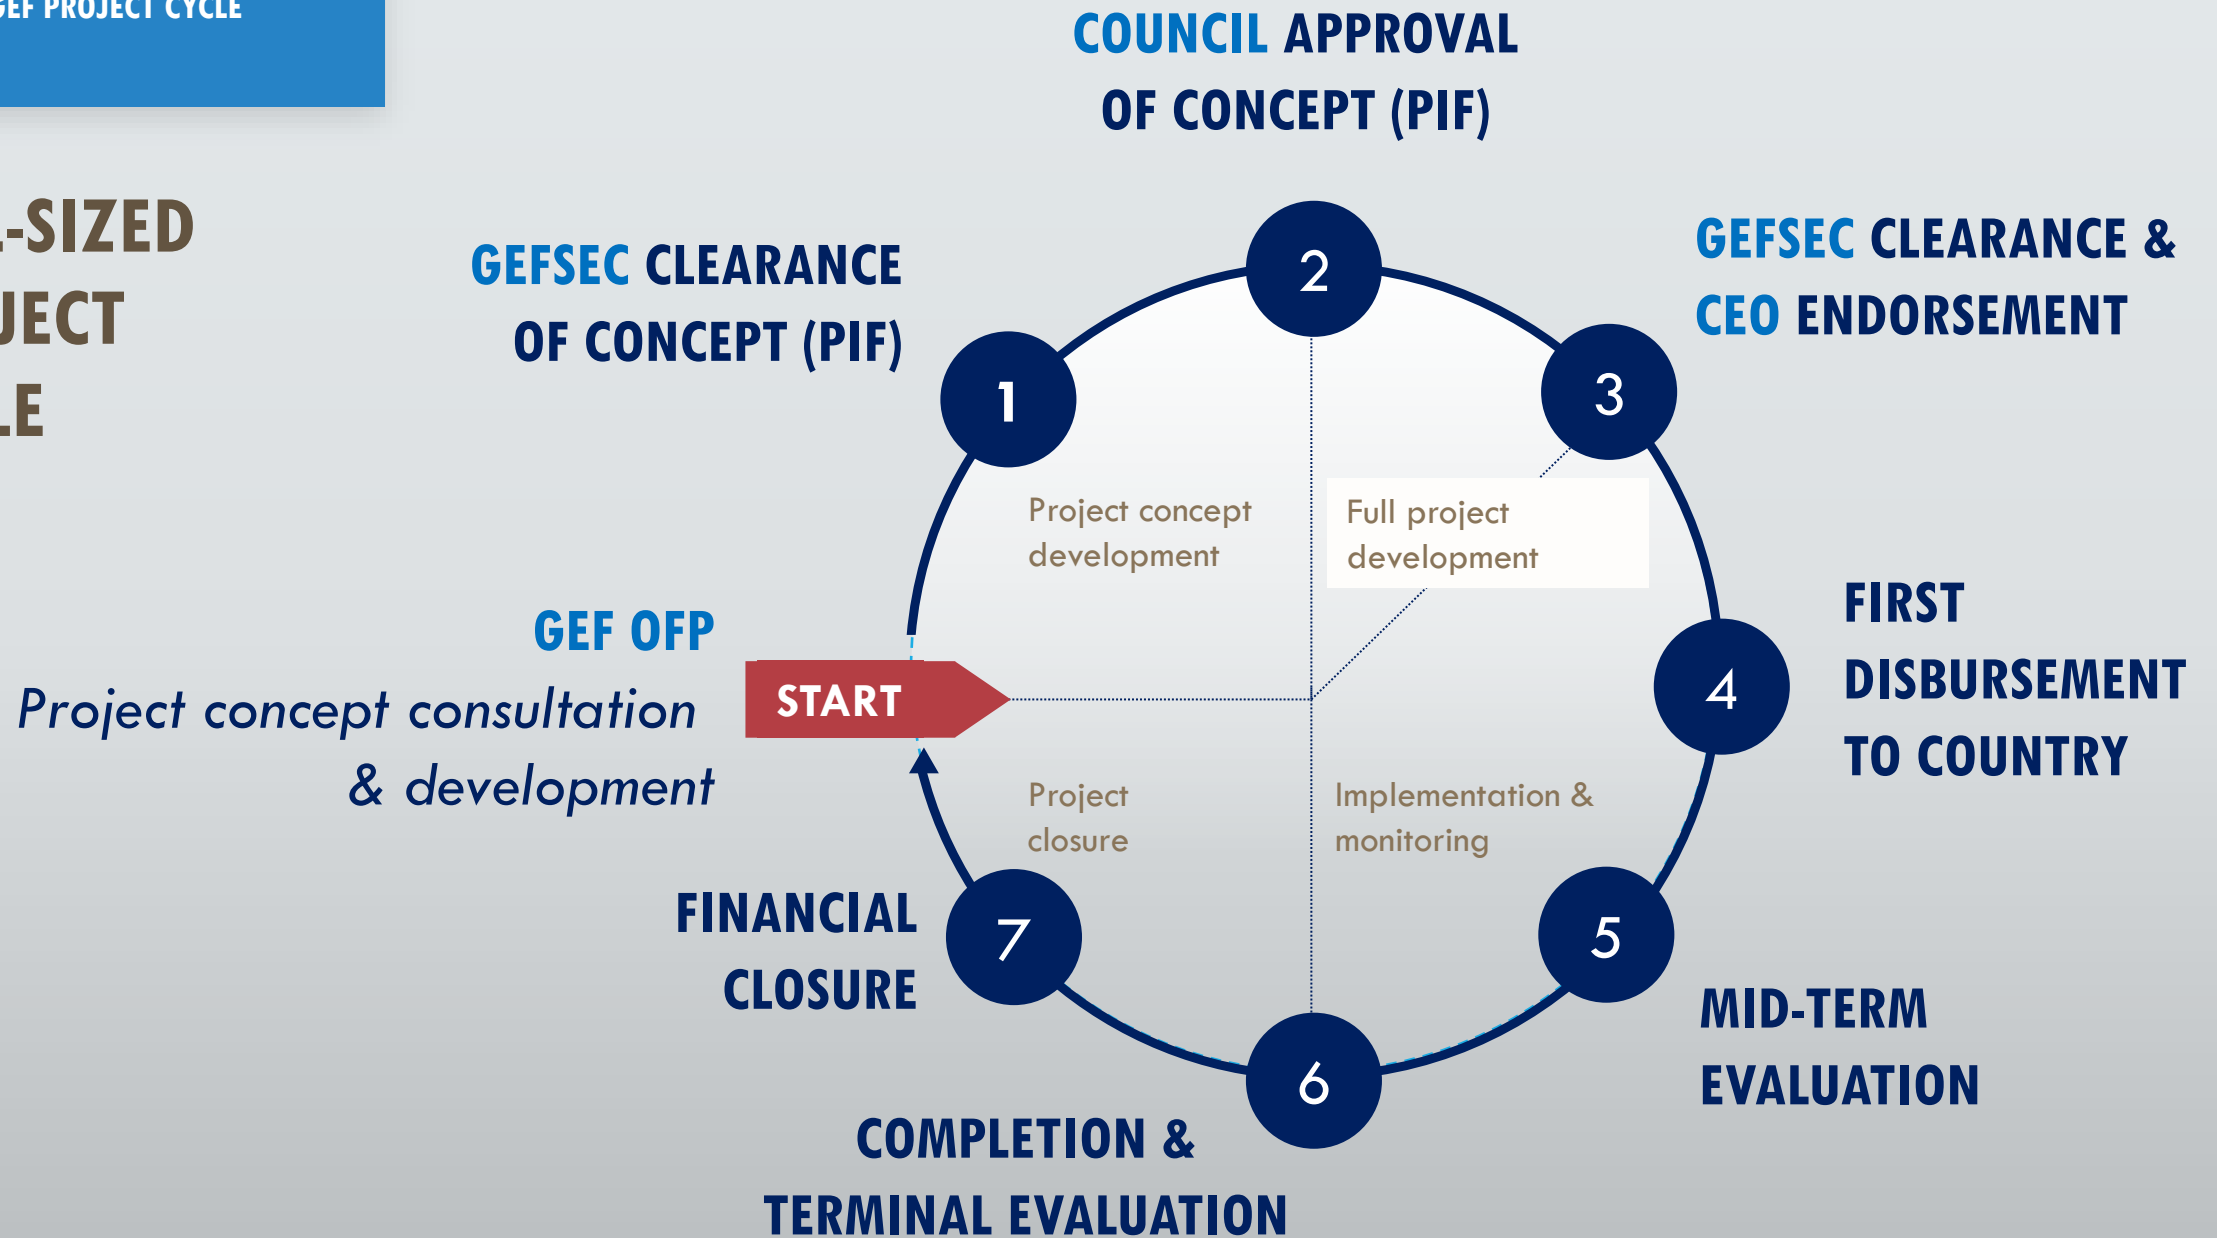 GEF PROJECT CYCLE
-SIZED
JECT
LE
COUNCIL APPROVAL
OF CONCEPT (PIF)
GEFSEC CLEARANCE
OF CONCEPT (PIF)
GEFSEC CLEARANCE &
CEO ENDORSEMENT
1
2
3
4
5
6
7
Project concept
development
Full project
development
GEF OFP
Project concept consultation
& development
START
FIRST
DISBURSEMENT
TO COUNTRY
Project
closure
Implementation &
monitoring
FINANCIAL
CLOSURE
MID-TERM
EVALUATION
COMPLETION &
TERMINAL EVALUATION